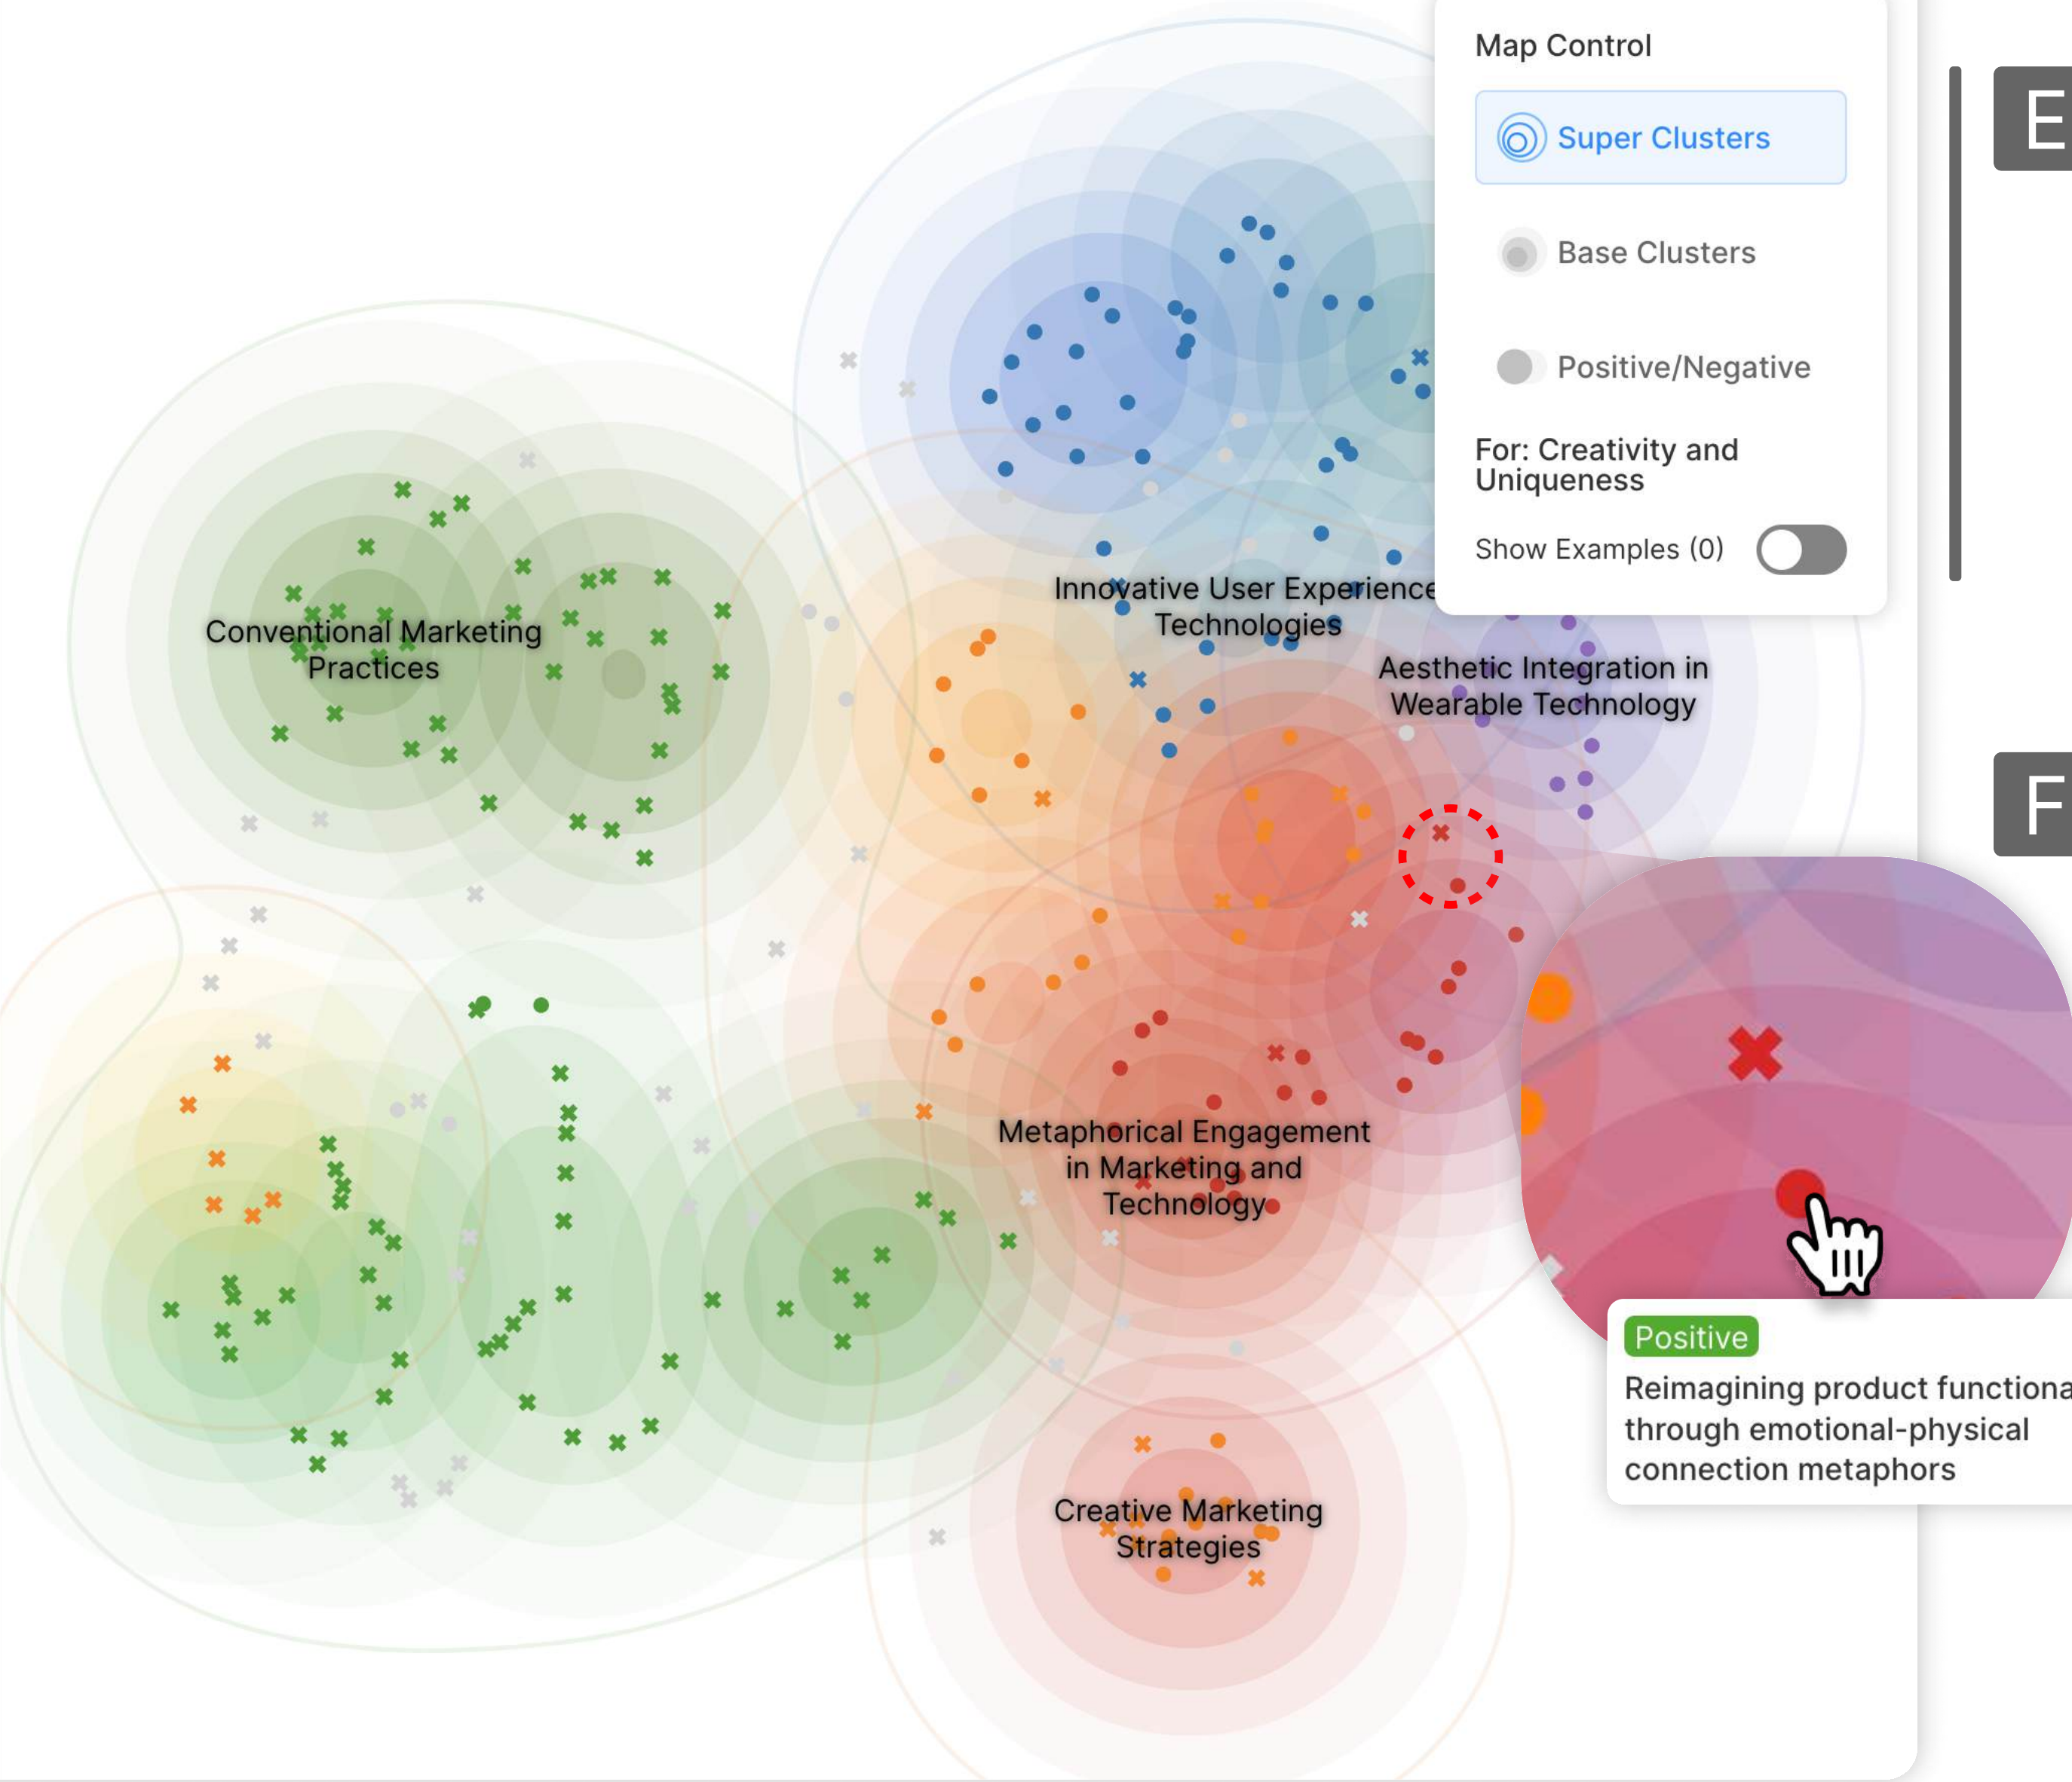 Map Control
Super Clusters
Base Clusters
Positive/Negative
For: Creativity and
Uniqueness
Show Examples (0)
E
Innovative User Experience
Technologies
Conventional Marketing
Practices
Aesthetic Integration in
Wearable Technology
F
Metaphorical Engagement
in Marketing and
Technology
Positive
Reimagining product functiona
through emotional-physical
connection metaphors
Creative Marketing
Strategies